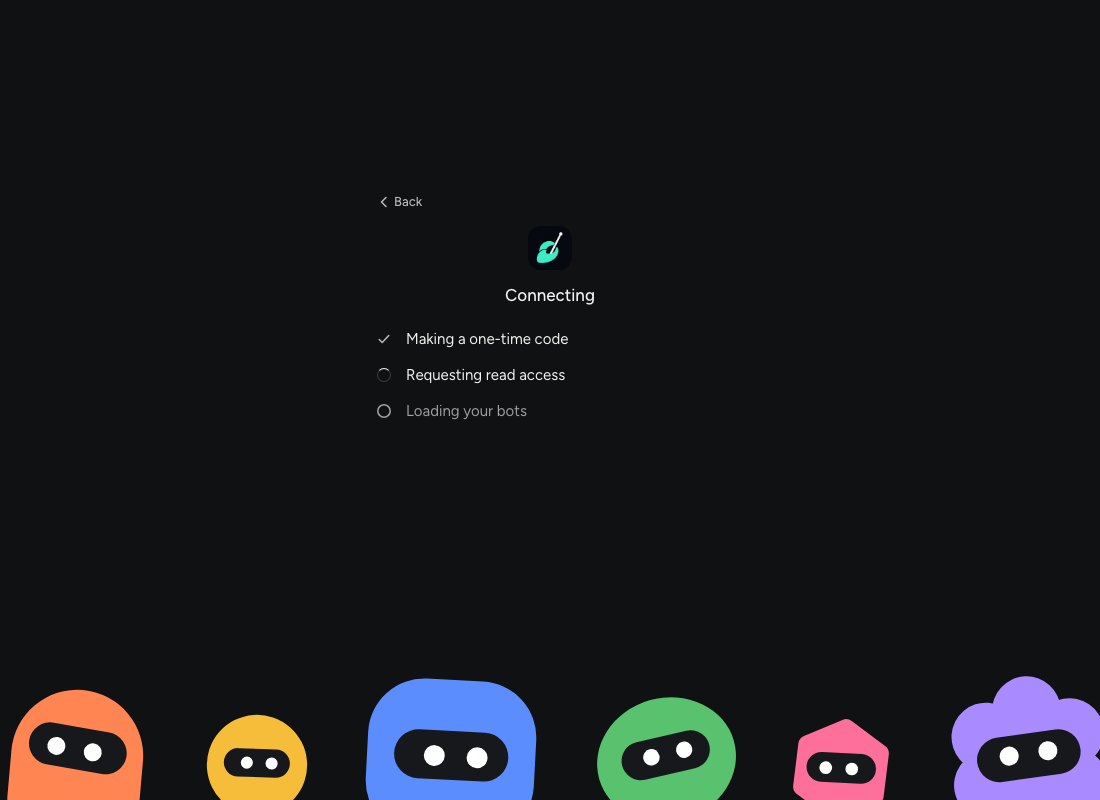 Back
Connecting
Making a one-time code
Requesting read access
Loading your bots